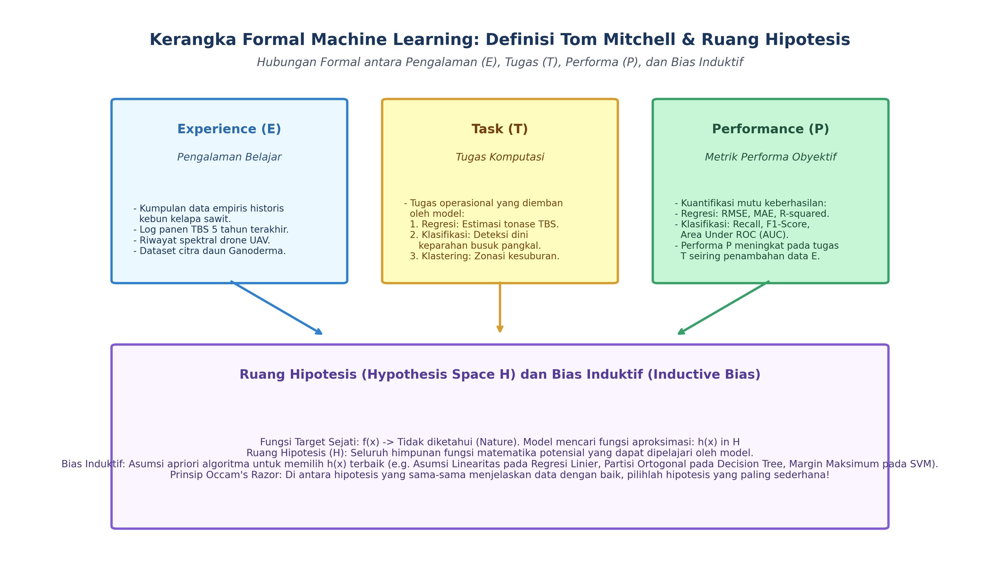 Kerangka Formal Machine Learning: Definisi Tom Mitchell & Ruang Hipotesis
Hubungan Formal antara Pengalaman (E), Tugas (T), Performa (P), dan Bias Induktif
Experience (E)
Pengalaman Belajar
- Kumpulan data empiris historis
kebun kelapa sawit.
- Log panen TBS 5 tahun terakhir.
- Riwayat spektral drone UAV.
- Dataset citra daun Ganoderma.
Task (T)
Tugas Komputasi
- Tugas operasional yang diemban
oleh model:
1. Regresi: Estimasi tonase TBS.
2. Klasifikasi: Deteksi dini
keparahan busuk pangkal.
3. Klastering: Zonasi kesuburan.
Performance (P)
Metrik Performa Obyektif
- Kuantifikasi mutu keberhasilan:
- Regresi: RMSE, MAE, R-squared.
- Klasifikasi: Recall, F1-Score,
Area Under ROC (AUC).
- Performa P meningkat pada tugas
T seiring penambahan data E.
Ruang Hipotesis (Hypothesis Space H) dan Bias Induktif (Inductive Bias)
Fungsi Target Sejati: f(x) -> Tidak diketahui (Nature). Model mencari fungsi aproksimasi: h(x) in H
Ruang Hipotesis (H): Seluruh himpunan fungsi matematika potensial yang dapat dipelajari oleh model.
Bias Induktif: Asumsi apriori algoritma untuk memilih h(x) terbaik (e.g. Asumsi Linearitas pada Regresi Linier, Partisi Ortogonal pada Decision Tree, Margin Maksimum pada SVM).
Prinsip Occam's Razor: Di antara hipotesis yang sama-sama menjelaskan data dengan baik, pilihlah hipotesis yang paling sederhana!